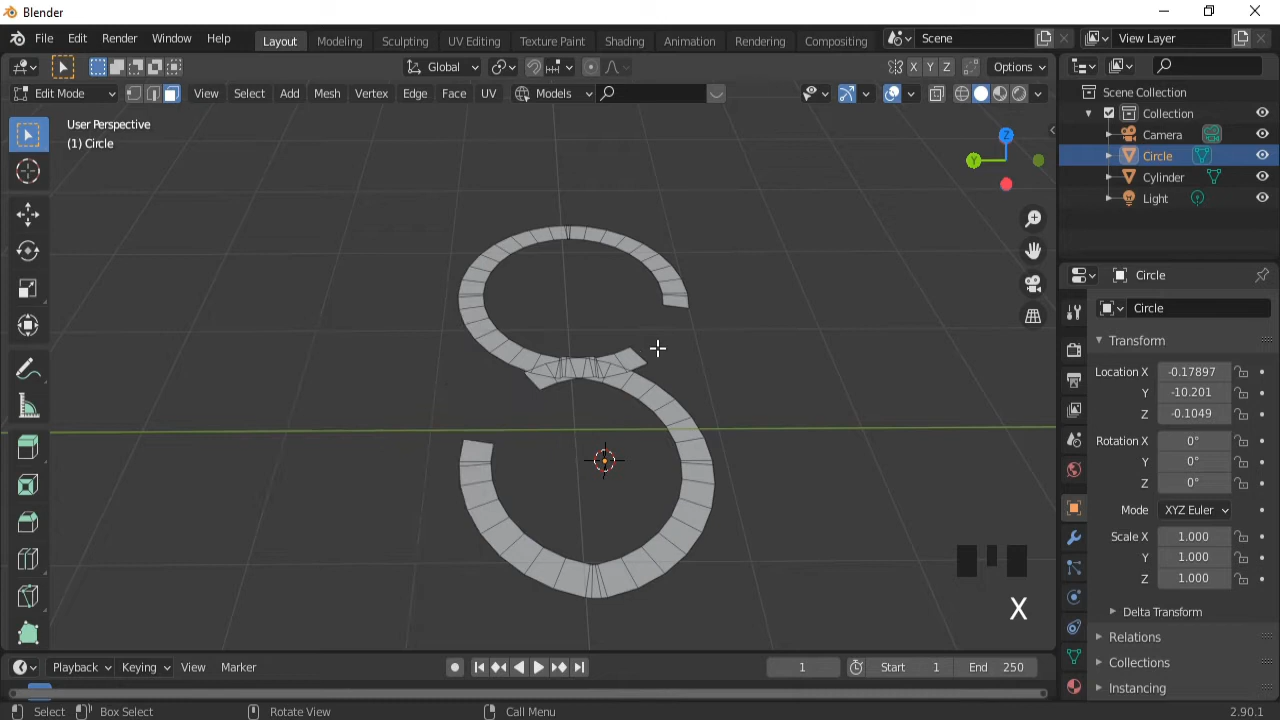 Blender
File Edit Render Window Help Layout Modeling Sculpting UV Editing Texture Paint Shading Animation Rendering Compositing Scene View Layer
Global X Y Z Options
Edit Mode View Select Add Mesh Vertex Edge Face UV Models
User Perspective
(1) Circle
Z
Y
Scene Collection
Collection
Camera
Circle
Cylinder
Light
Circle
Circle
Transform
Location X -0.17897
Y -10.201
Z -0.1049
Rotation X 0°
Y 0°
Z 0°
Mode XYZ Euler
Scale X 1.000
Y 1.000
Z 1.000
Delta Transform
Relations
Collections
Instancing
X
Playback Keying View Marker 1 Start 1 End 250
Select Box Select Rotate View Call Menu 2.90.1